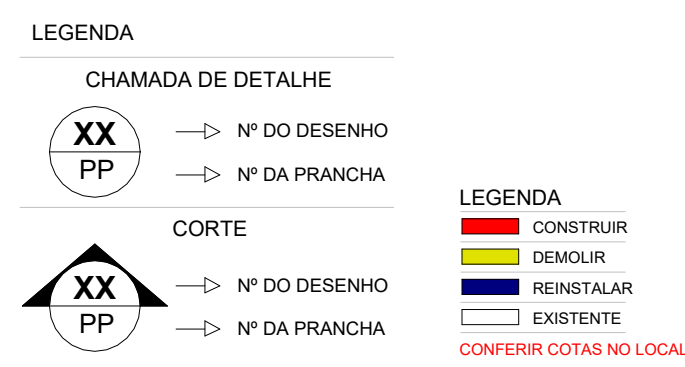 LEGENDA
CHAMADA DE DETALHE
XX
PP
Nº DO DESENHO
Nº DA PRANCHA
CORTE
XX
PP
Nº DO DESENHO
Nº DA PRANCHA
LEGENDA
CONSTRUIR
DEMOLIR
REINSTALAR
EXISTENTE
CONFERIR COTAS NO LOCAL